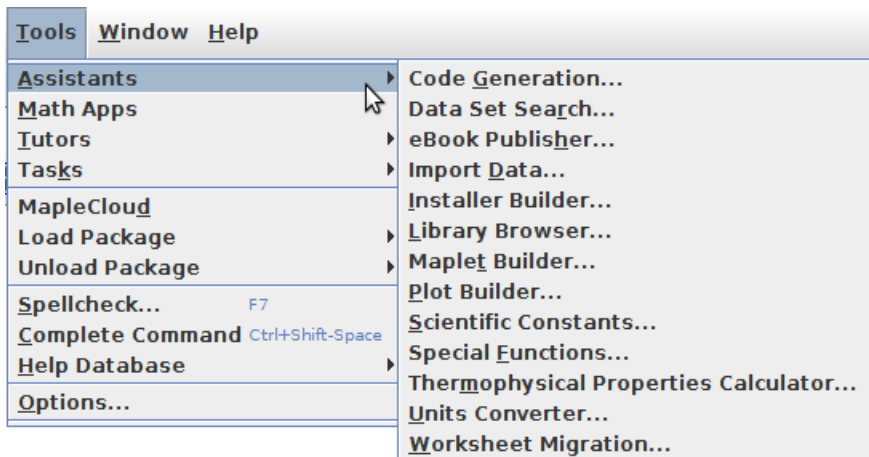 Tools Window Help
Assistants
Math Apps
Tutors
Tasks
MapleCloud
Load Package
Unload Package
Spellcheck... F7
Complete Command Ctrl+Shift-Space
Help Database
Options...
Code Generation...
Data Set Search...
eBook Publisher...
Import Data...
Installer Builder...
Library Browser...
Maplet Builder...
Plot Builder...
Scientific Constants...
Special Functions...
Thermophysical Properties Calculator...
Units Converter...
Worksheet Migration...